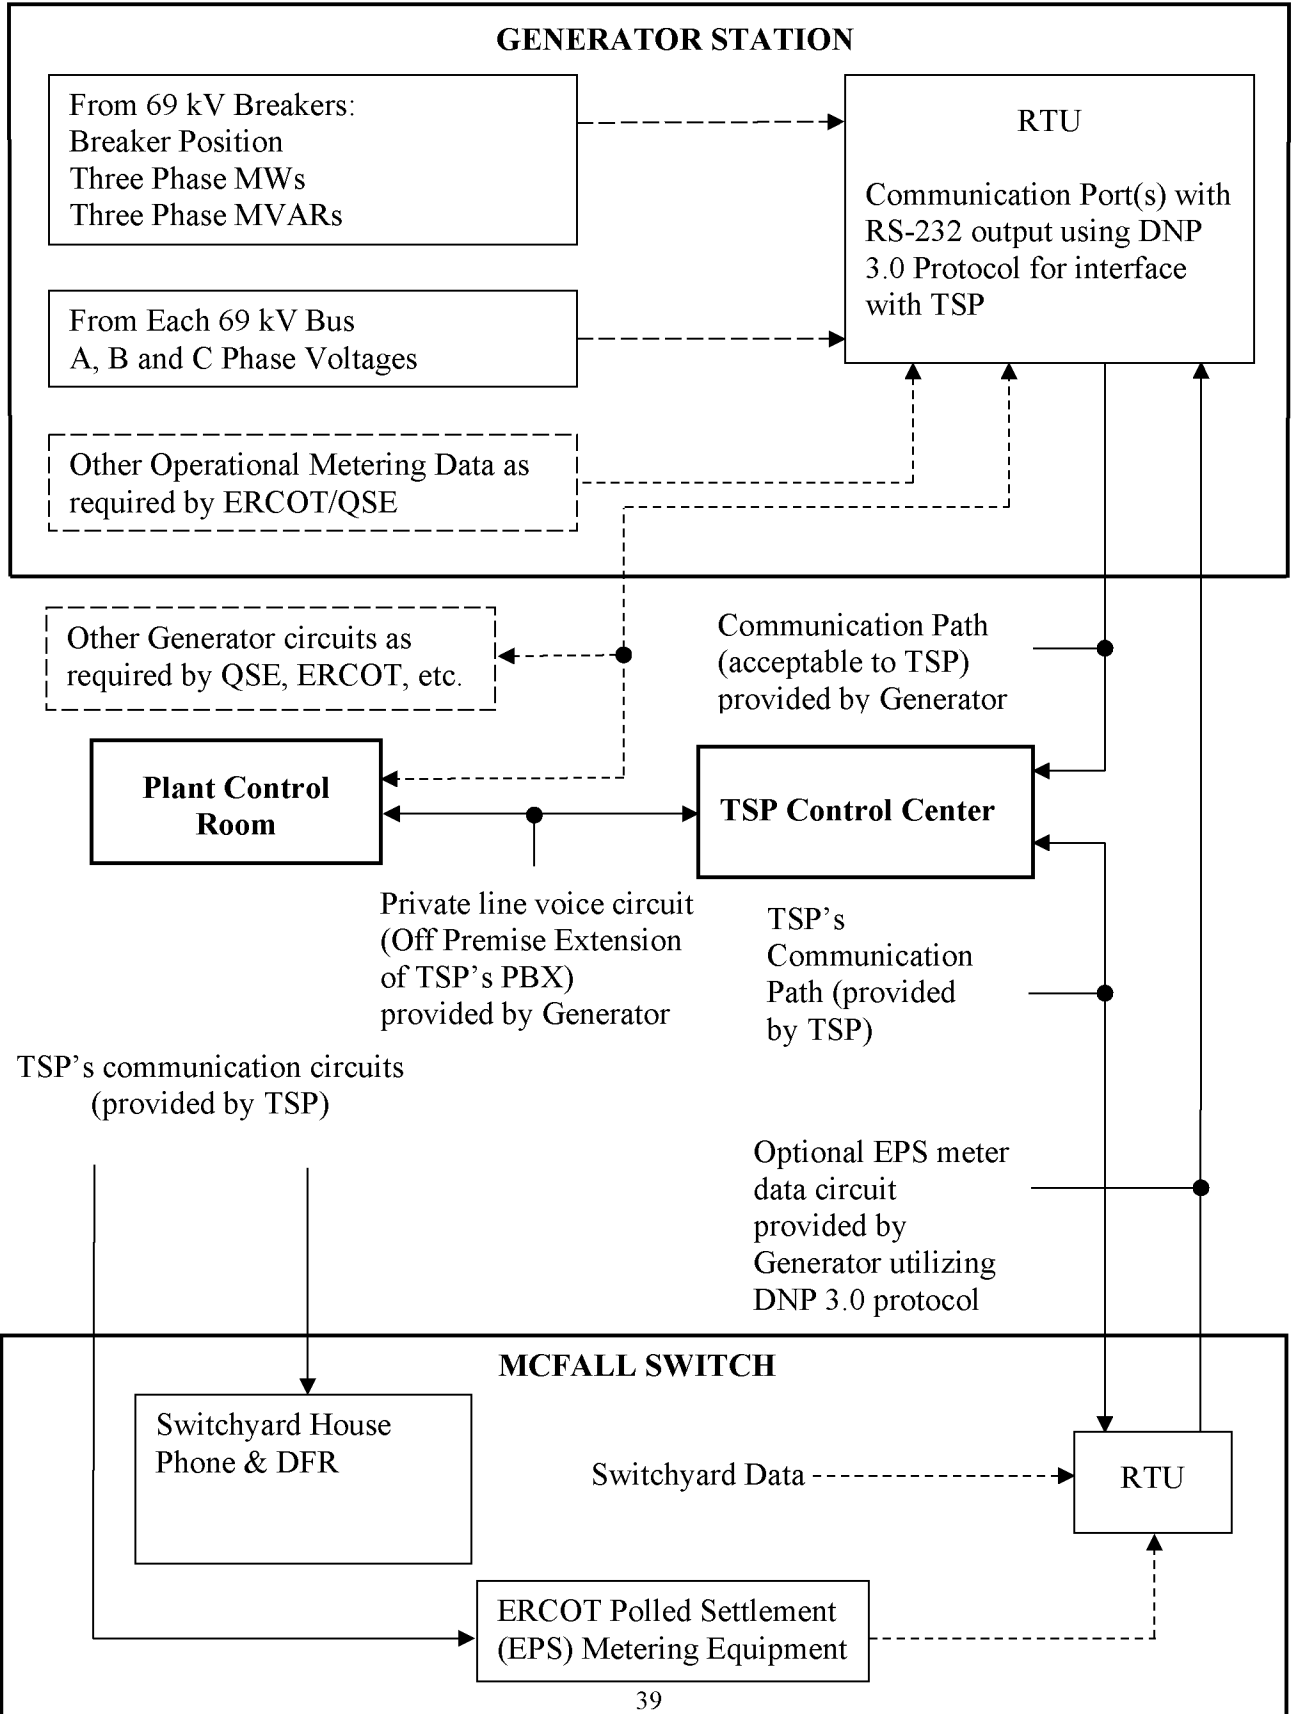 GENERATOR STATION
From 69 kV Breakers:
Breaker Position
Three Phase MWs
Three Phase MVARs
RTU
Communication Port(s) with
RS-232 output using DNP
3.0 Protocol for interface
with TSP
From Each 69 kV Bus
A, B and C Phase Voltages
Other Operational Metering Data as
required by ERCOT/QSE
Other Generator circuits as
required by QSE, ERCOT, etc.
Communication Path
(acceptable to TSP)
provided by Generator
Plant Control
Room
TSP Control Center
Private line voice circuit
(Off Premise Extension
of TSP's PBX)
provided by Generator
TSP's
Communication
Path (provided
by TSP)
TSP's communication circuits
(provided by TSP)
Optional EPS meter
data circuit
provided by
Generator utilizing
DNP 3.0 protocol
MCFALL SWITCH
Switchyard House
Phone & DFR
Switchyard Data
RTU
ERCOT Polled Settlement
(EPS) Metering Equipment
39